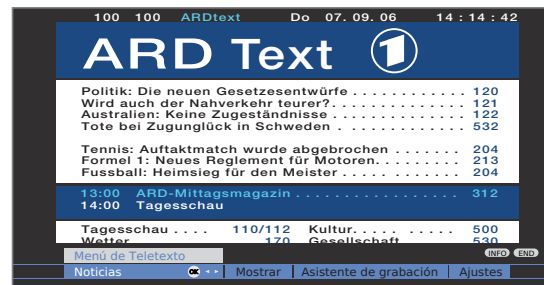 100 100 ARDtext Do 07. 09. 06 14 : 14 : 42
ARD Text 1
Politik: Die neuen Gesetzesentwürfe . . . . . . . . . . . . 120
Wird auch der Nahverkehr teurer?. . . . . . . . . . . . . . 121
Australien: Keine Zugeständnisse . . . . . . . . . . . . . 122
Tote bei Zugunglück in Schweden . . . . . . . . . . . . 532
Tennis: Auftaktmatch wurde abgebrochen . . . . . . . 204
Formel 1: Neues Reglement für Motoren. . . . . . . . . 213
Fussball: Heimsieg für den Meister . . . . . . . . . . . . 204
13:00 ARD-Mittagsmagazin . . . . . . . . . . . . . . . . . 312
14:00 Tagesschau
Tagesschau . . . . 110/112 Kultur. . . . . . . . . . 500
Wetter 170 Gesellschaft 530
Menú de Teletexto INFO END
Noticias OK Mostrar Asistente de grabación Ajustes